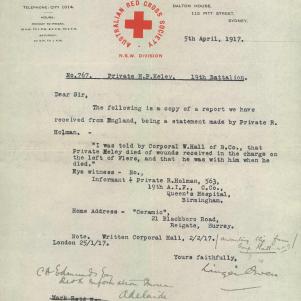 TELEPHONE: CITY 1014.
HOURS:
AUSTRALIAN RED CROSS SOCIETY
N.S.W. DIVISION
DALTON HOUSE,
115 PITT STREET,
SYDNEY.
5th April, 1917.
No.767. Private H.P.Meley. 19th Battalion.
Dear Sir,
The following is a copy of a report we have
received from England, being a statement made by Private R.
Holman. -
"I was told by Corporal W.Hall of B.Co., that
Private Meley died of wounds received in the charge on
the left of Flers, and that he was with him when he
died."
Eye witness - No.,
Informant & Private R.Holman, 563,
19th A.I.F., C.Co.,
Queen's Hospital,
Birmingham.
Home Address - "Ceramic",
21 Blackboro Road,
Reigate, Surrey.
Note. Written Corporal Hall, 2/2/17.
London 25/1/17.
Yours faithfully,
Adelaide